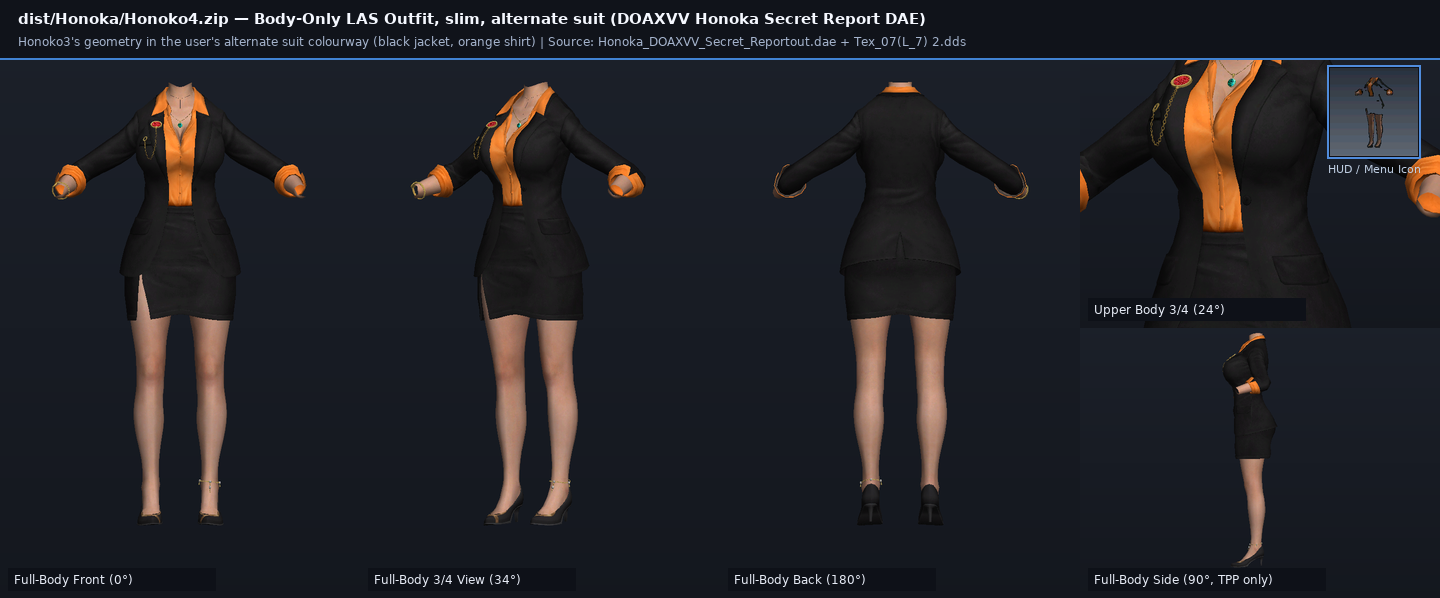 dist/Honoka/Honoko4.zip — Body-Only LAS Outfit, slim, alternate suit (DOAXVV Honoka Secret Report DAE)
Honoko3's geometry in the user's alternate suit colourway (black jacket, orange shirt) | Source: Honoka_DOAXVV_Secret_Reportout.dae + Tex_07(L_7) 2.dds
HUD / Menu Icon
Upper Body 3/4 (24°)
Full-Body Front (0°)
Full-Body 3/4 View (34°)
Full-Body Back (180°)
Full-Body Side (90°, TPP only)